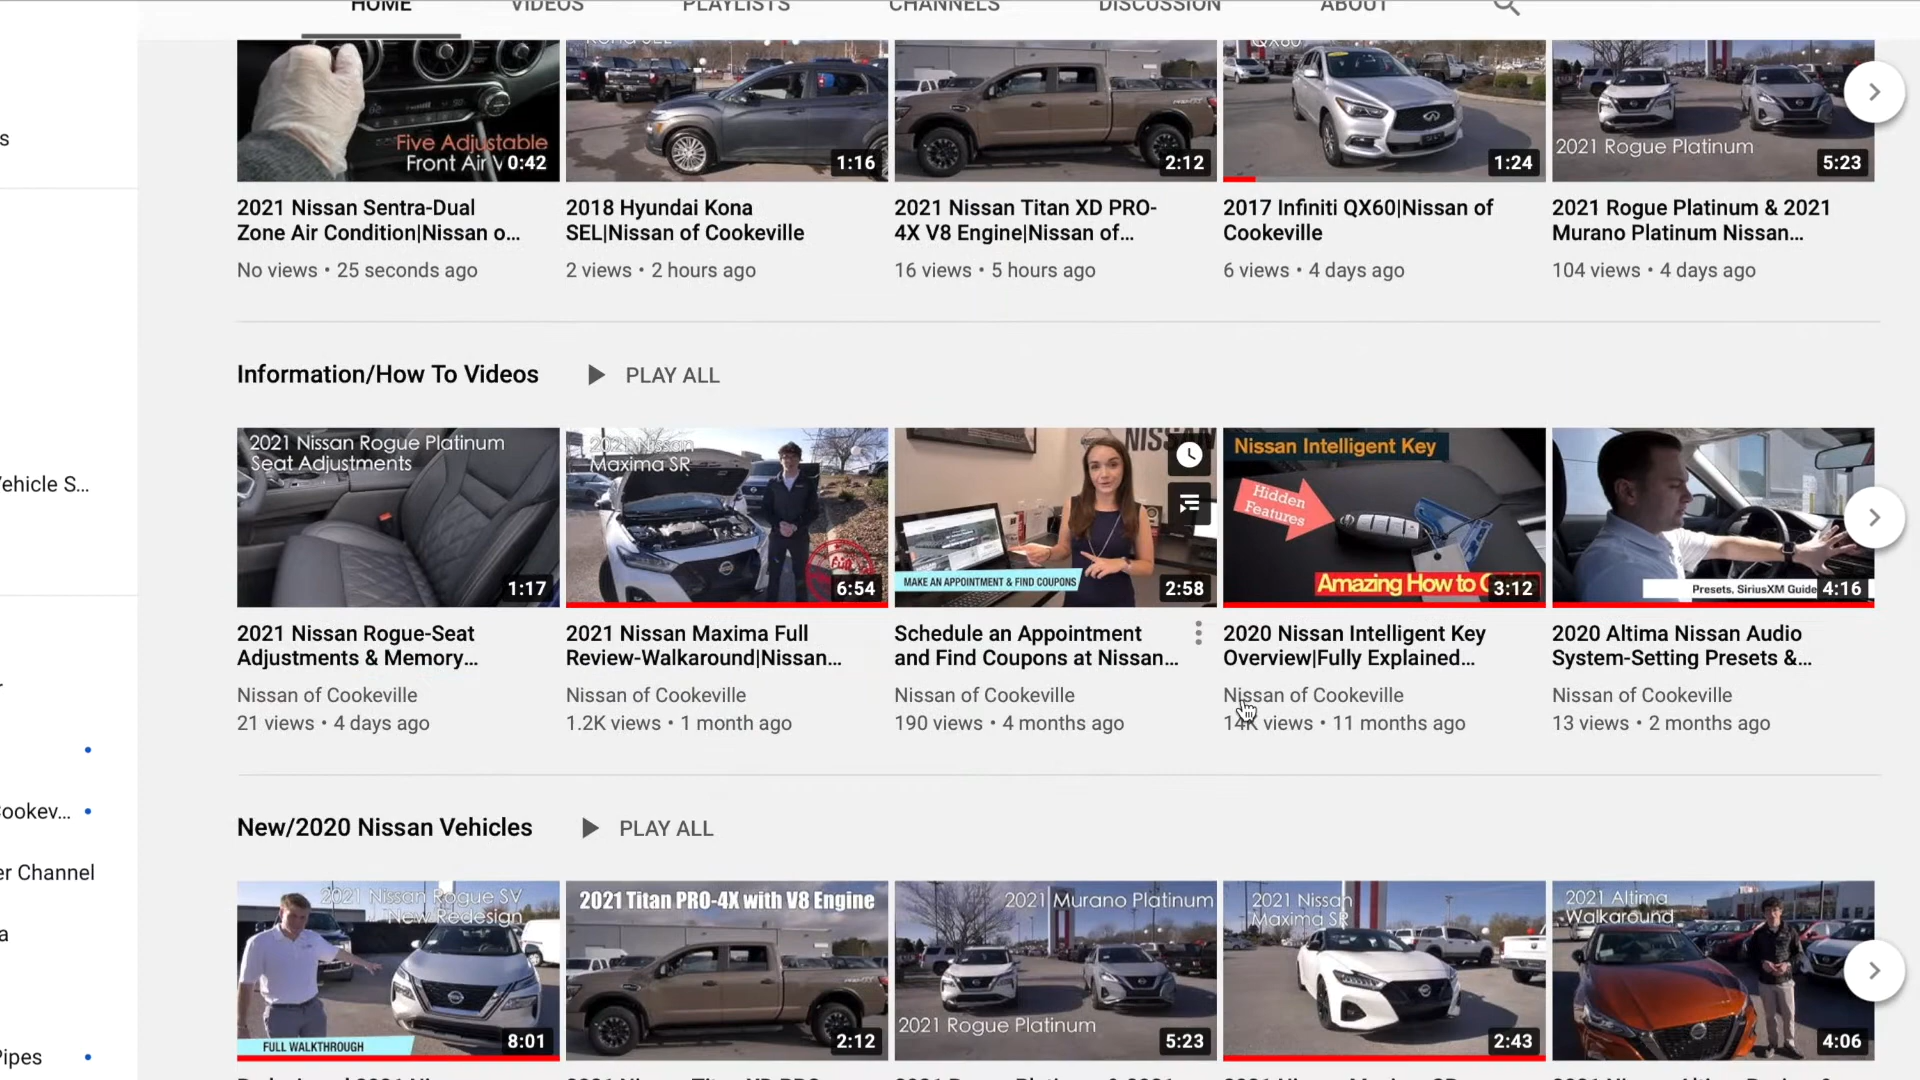 HOME VIDEOS PLAYLISTS CHANNELS DISCUSSION ABOUT
s
ehicle S...
ookev...
er Channel
a
Pipes
Five Adjustable
Front Air V
0:42
1:16
2:12
QX60
1:24
2021 Rogue Platinum
5:23
2021 Nissan Sentra-Dual
Zone Air Condition|Nissan o...
No views • 25 seconds ago
2018 Hyundai Kona
SEL|Nissan of Cookeville
2 views • 2 hours ago
2021 Nissan Titan XD PRO-
4X V8 Engine|Nissan of...
16 views • 5 hours ago
2017 Infiniti QX60|Nissan of
Cookeville
6 views • 4 days ago
2021 Rogue Platinum & 2021
Murano Platinum Nissan...
104 views • 4 days ago
Information/How To Videos PLAY ALL
2021 Nissan Rogue Platinum
Seat Adjustments
1:17
2021 Nissan
Maxima SR
6:54
NISSAN
MAKE AN APPOINTMENT & FIND COUPONS
2:58
Nissan Intelligent Key
Hidden
Features
Amazing How to G
3:12
Presets, SiriusXM Guide
4:16
2021 Nissan Rogue-Seat
Adjustments & Memory...
Nissan of Cookeville
21 views • 4 days ago
2021 Nissan Maxima Full
Review-Walkaround|Nissan...
Nissan of Cookeville
1.2K views • 1 month ago
Schedule an Appointment
and Find Coupons at Nissan...
Nissan of Cookeville
190 views • 4 months ago
2020 Nissan Intelligent Key
Overview|Fully Explained...
Nissan of Cookeville
14K views • 11 months ago
2020 Altima Nissan Audio
System-Setting Presets &...
Nissan of Cookeville
13 views • 2 months ago
New/2020 Nissan Vehicles PLAY ALL
2021 Nissan Rogue SV
New Redesign
FULL WALKTHROUGH
8:01
2021 Titan PRO-4X with V8 Engine
2:12
2021 Murano Platinum
2021 Rogue Platinum
5:23
2021 Nissan
Maxima SR
2:43
2021 Altima
Walkaround
4:06